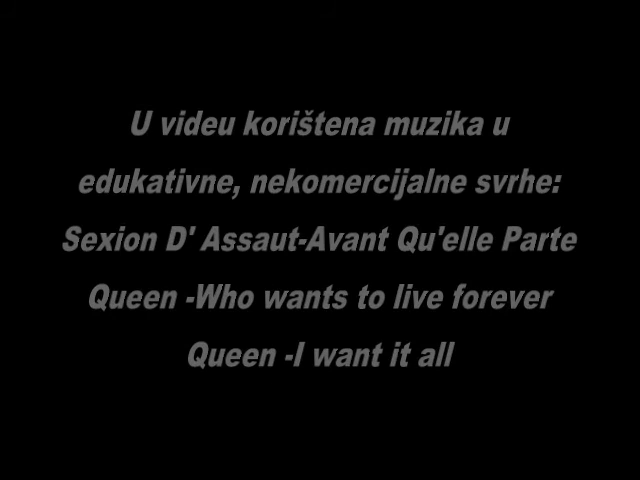 U videu korištena muzika u
edukativne, nekomercijalne svrhe:
Sexion D' Assaut-Avant Qu'elle Parte
Queen -Who wants to live forever
Queen -I want it all